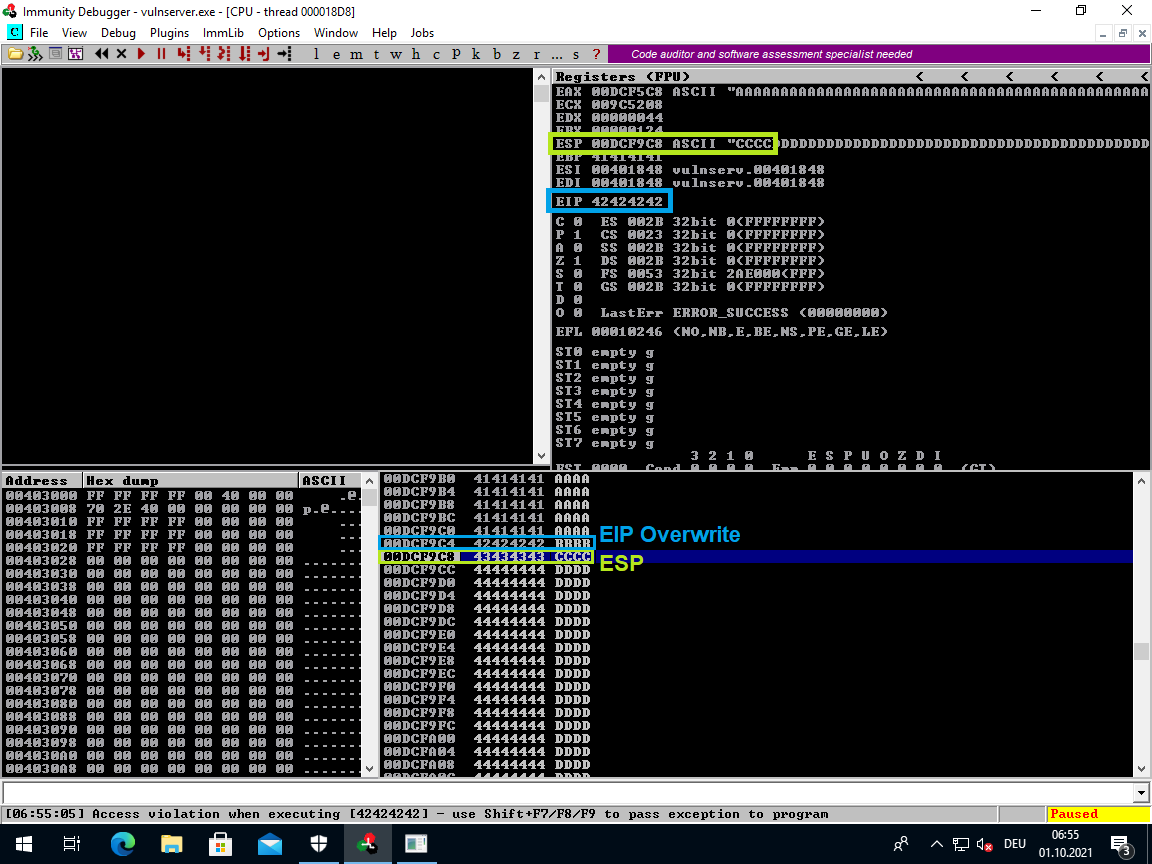 Immunity Debugger - vulnserver.exe - [CPU - thread 000018D8]
C File View Debug Plugins ImmLib Options Window Help Jobs
l e m t w h c P k b z r ... s ? Code auditor and software assessment specialist needed
Registers (FPU) < < < < < <
EAX 00DCF5C8 ASCII "AAAAAAAAAAAAAAAAAAAAAAAAAAAAAAAAAAAAAAAAAAAAAA
ECX 009C5208
EDX 00000044
EBX 00000124
ESP 00DCF9C8 ASCII "CCCCDDDDDDDDDDDDDDDDDDDDDDDDDDDDDDDDDDDDDDDDDD
EBP 41414141
ESI 00401848 vulnserv.00401848
EDI 00401848 vulnserv.00401848
EIP 42424242
C 0 ES 002B 32bit 0(FFFFFFFF)
P 1 CS 0023 32bit 0(FFFFFFFF)
A 0 SS 002B 32bit 0(FFFFFFFF)
Z 1 DS 002B 32bit 0(FFFFFFFF)
S 0 FS 0053 32bit 2AE000(FFF)
T 0 GS 002B 32bit 0(FFFFFFFF)
D 0
O 0 LastErr ERROR_SUCCESS (00000000)
EFL 00010246 (NO,NB,E,BE,NS,PE,GE,LE)
ST0 empty g
ST1 empty g
ST2 empty g
ST3 empty g
ST4 empty g
ST5 empty g
ST6 empty g
ST7 empty g
3 2 1 0 E S P U O Z D I
FST 0000 Cond 0 0 0 0 Err 0 0 0 0 0 0 0 0 (GT)
Address Hex dump ASCII
00403000 FF FF FF FF 00 40 00 00 .@.
00403008 70 2E 40 00 00 00 00 00 p.@....
00403010 FF FF FF FF 00 00 00 00 ...
00403018 FF FF FF FF 00 00 00 00 ...
00403020 FF FF FF FF 00 00 00 00 ...
00403028 00 00 00 00 00 00 00 00 .......
00403030 00 00 00 00 00 00 00 00 .......
00403038 00 00 00 00 00 00 00 00 .......
00403040 00 00 00 00 00 00 00 00 .......
00403048 00 00 00 00 00 00 00 00 .......
00403050 00 00 00 00 00 00 00 00 .......
00403058 00 00 00 00 00 00 00 00 .......
00403060 00 00 00 00 00 00 00 00 .......
00403068 00 00 00 00 00 00 00 00 .......
00403070 00 00 00 00 00 00 00 00 .......
00403078 00 00 00 00 00 00 00 00 .......
00403080 00 00 00 00 00 00 00 00 .......
00403088 00 00 00 00 00 00 00 00 .......
00403090 00 00 00 00 00 00 00 00 .......
00403098 00 00 00 00 00 00 00 00 .......
004030A0 00 00 00 00 00 00 00 00 .......
004030A8 00 00 00 00 00 00 00 00 .......
00DCF9B0 41414141 AAAA
00DCF9B4 41414141 AAAA
00DCF9B8 41414141 AAAA
00DCF9BC 41414141 AAAA
00DCF9C0 41414141 AAAA
00DCF9C4 42424242 BBBB EIP Overwrite
00DCF9C8 43434343 CCCC ESP
00DCF9CC 44444444 DDDD
00DCF9D0 44444444 DDDD
00DCF9D4 44444444 DDDD
00DCF9D8 44444444 DDDD
00DCF9DC 44444444 DDDD
00DCF9E0 44444444 DDDD
00DCF9E4 44444444 DDDD
00DCF9E8 44444444 DDDD
00DCF9EC 44444444 DDDD
00DCF9F0 44444444 DDDD
00DCF9F4 44444444 DDDD
00DCF9F8 44444444 DDDD
00DCF9FC 44444444 DDDD
00DCFA00 44444444 DDDD
00DCFA04 44444444 DDDD
00DCFA08 44444444 DDDD
00DCFA0C 44444444 DDDD
[06:55:05] Access violation when executing [42424242] - use Shift+F7/F8/F9 to pass exception to program Paused
DEU 06:55
01.10.2021 3